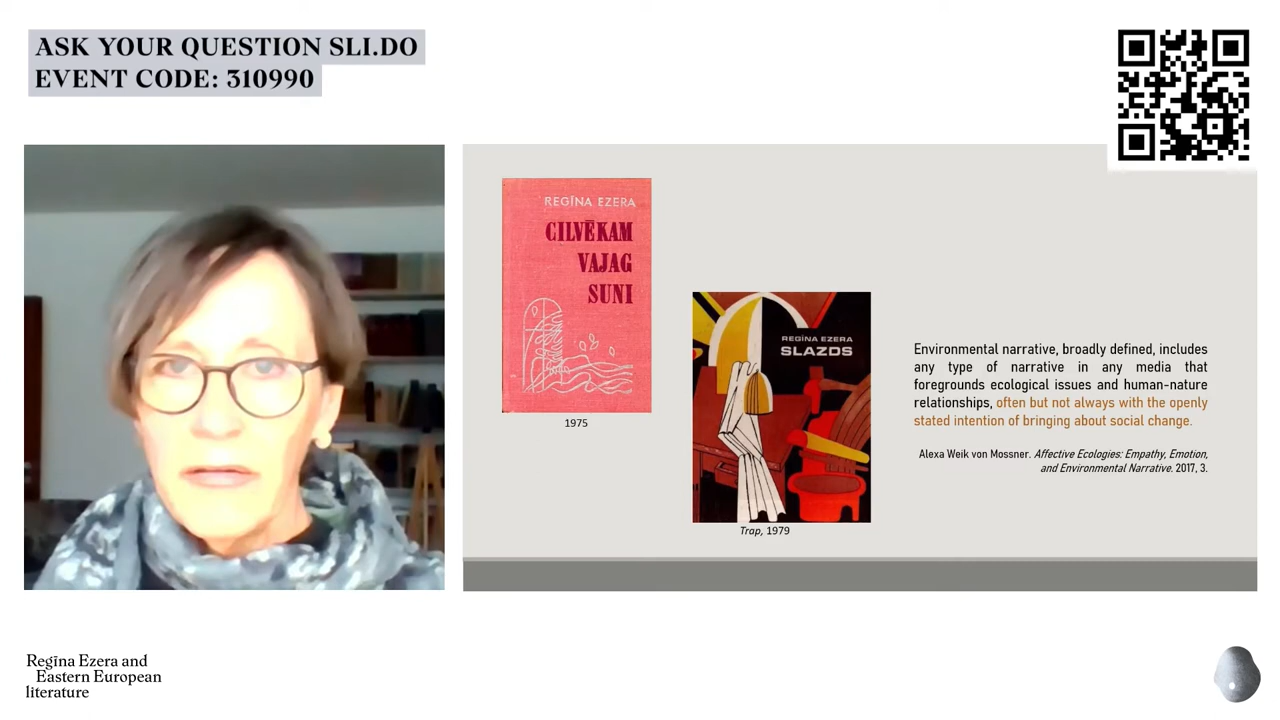 ASK YOUR QUESTION SLI.DO
EVENT CODE: 310990
REGĪNA EZERA
CILVĒKAM
VAJAG
SUNI
1975
REGĪNA EZERA
SLAZDS
Trap, 1979
Environmental narrative, broadly defined, includes
any type of narrative in any media that
foregrounds ecological issues and human-nature
relationships, often but not always with the openly
stated intention of bringing about social change.
Alexa Weik von Mossner. Affective Ecologies: Empathy, Emotion,
and Environmental Narrative. 2017, 3.
Regīna Ezera and
Eastern European
literature